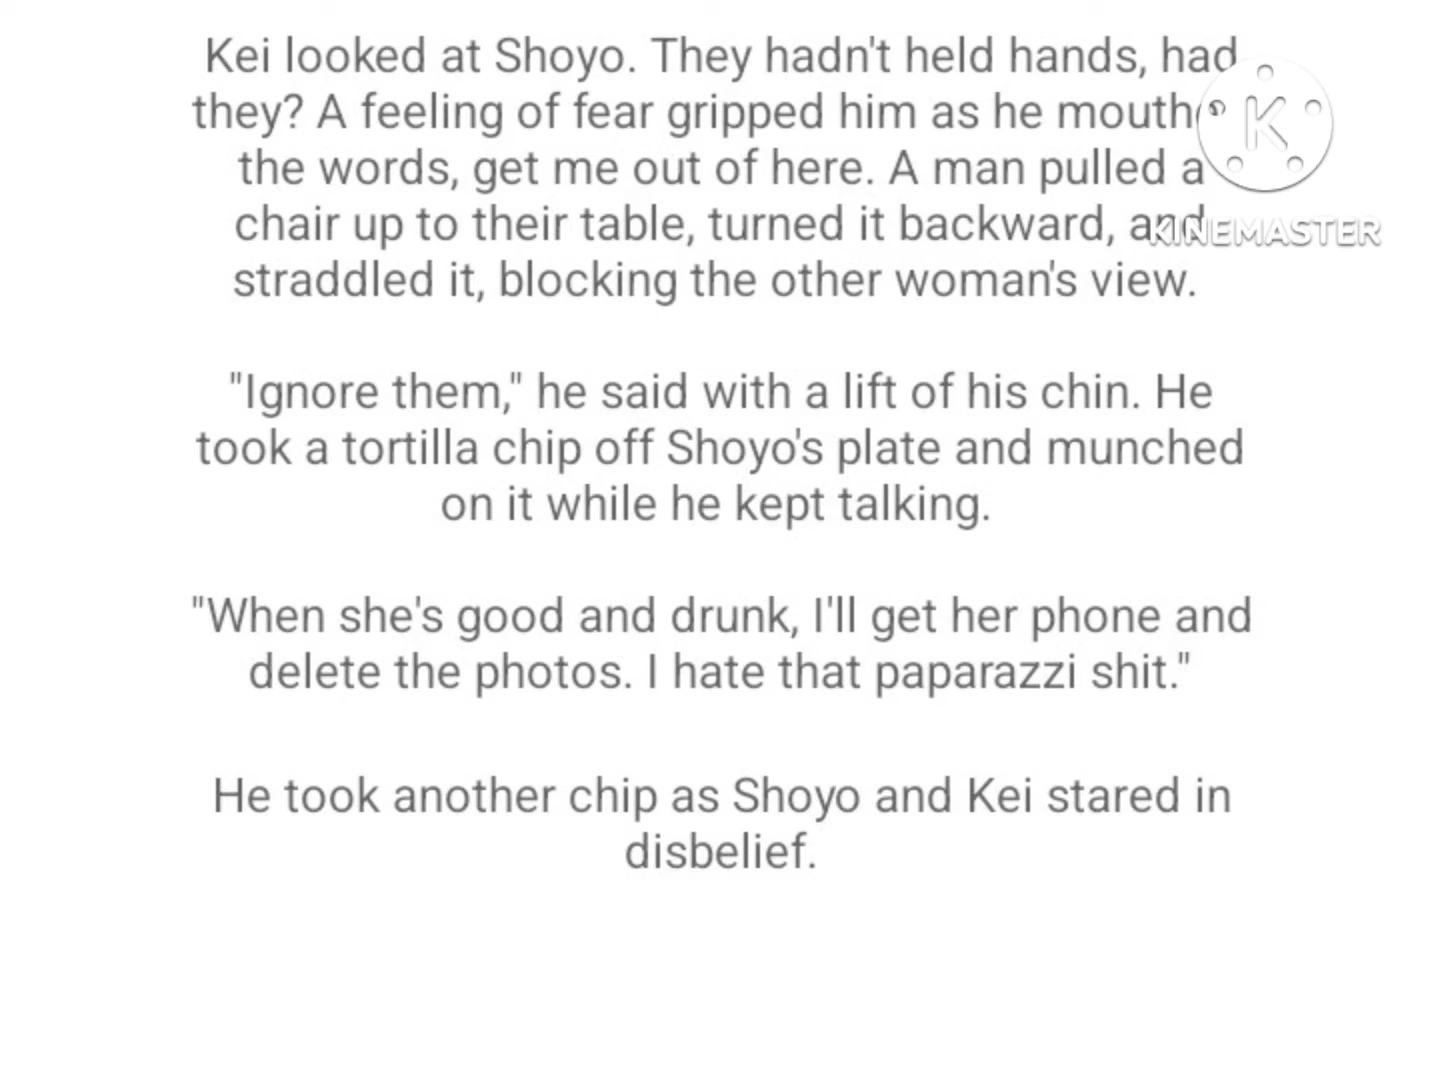 Kei looked at Shoyo. They hadn't held hands, had
they? A feeling of fear gripped him as he mouthed
the words, get me out of here. A man pulled a
chair up to their table, turned it backward, and
straddled it, blocking the other woman's view.
"Ignore them," he said with a lift of his chin. He
took a tortilla chip off Shoyo's plate and munched
on it while he kept talking.
"When she's good and drunk, I'll get her phone and
delete the photos. I hate that paparazzi shit."
He took another chip as Shoyo and Kei stared in
disbelief.
K
KINEMASTER